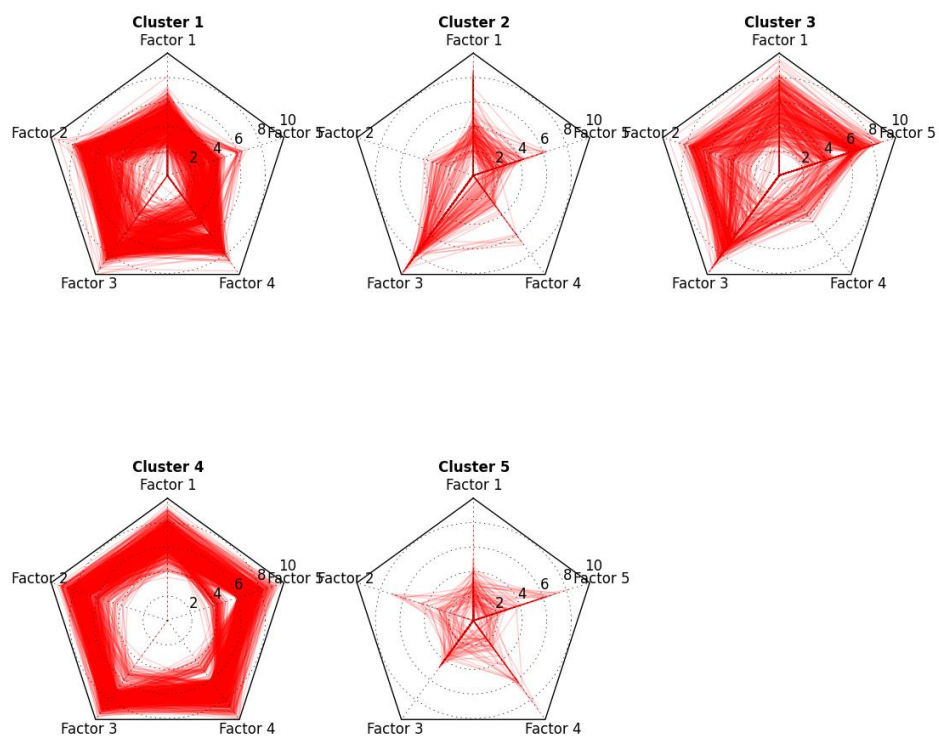 Cluster 1
Factor 1
Factor 2
Factor 3
Factor 4
Factor 5
2
4
6
8
10
Cluster 2
Factor 1
Factor 2
Factor 3
Factor 4
Factor 5
2
4
6
8
10
Cluster 3
Factor 1
Factor 2
Factor 3
Factor 4
Factor 5
2
4
6
8
10
Cluster 4
Factor 1
Factor 2
Factor 3
Factor 4
Factor 5
2
4
6
8
10
Cluster 5
Factor 1
Factor 2
Factor 3
Factor 4
Factor 5
2
4
6
8
10